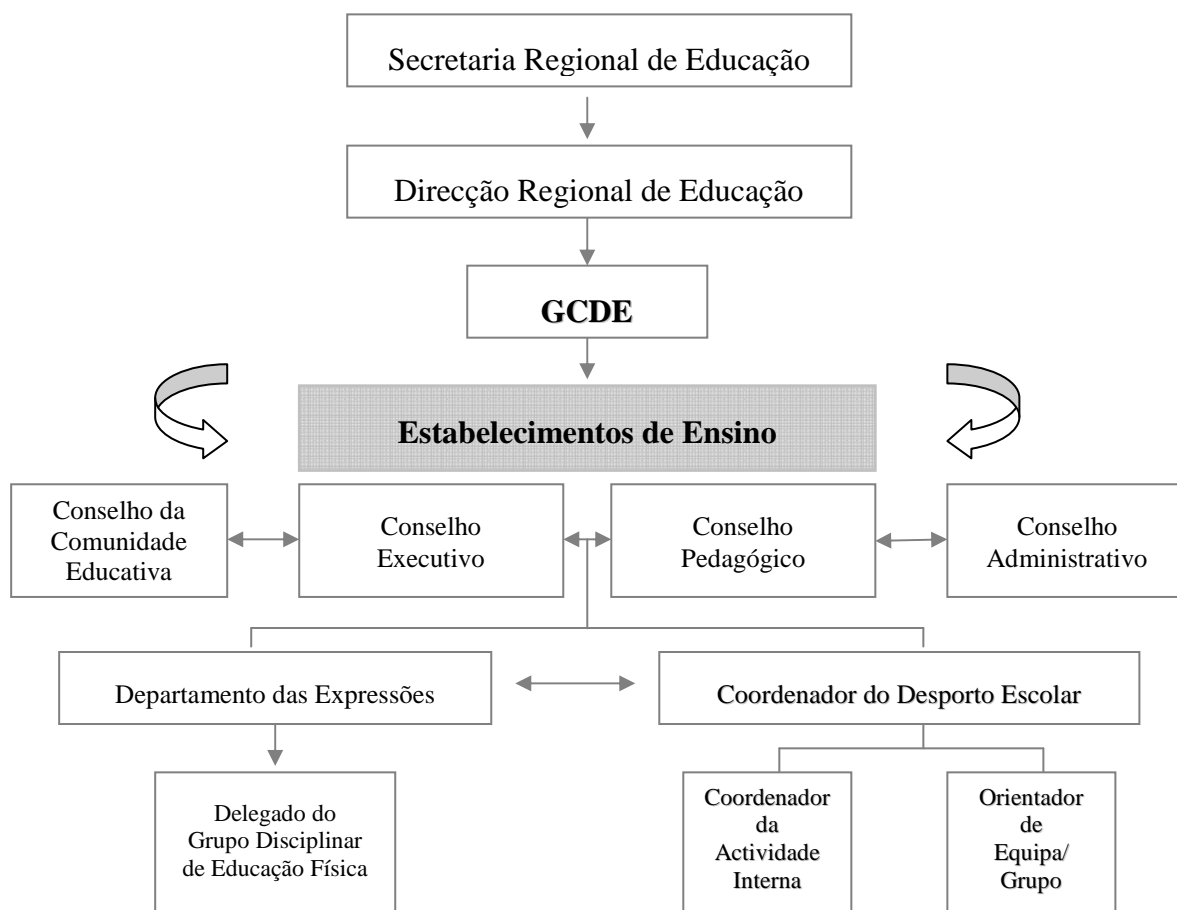 Secretaria Regional de Educação
Direcção Regional de Educação
GCDE
Estabelecimentos de Ensino
Conselho da
Comunidade
Educativa
Conselho
Executivo
Conselho
Pedagógico
Conselho
Administrativo
Departamento das Expressões
Coordenador do Desporto Escolar
Delegado do
Grupo Disciplinar
de Educação Física
Coordenador
da
Actividade
Interna
Orientador
de
Equipa/
Grupo